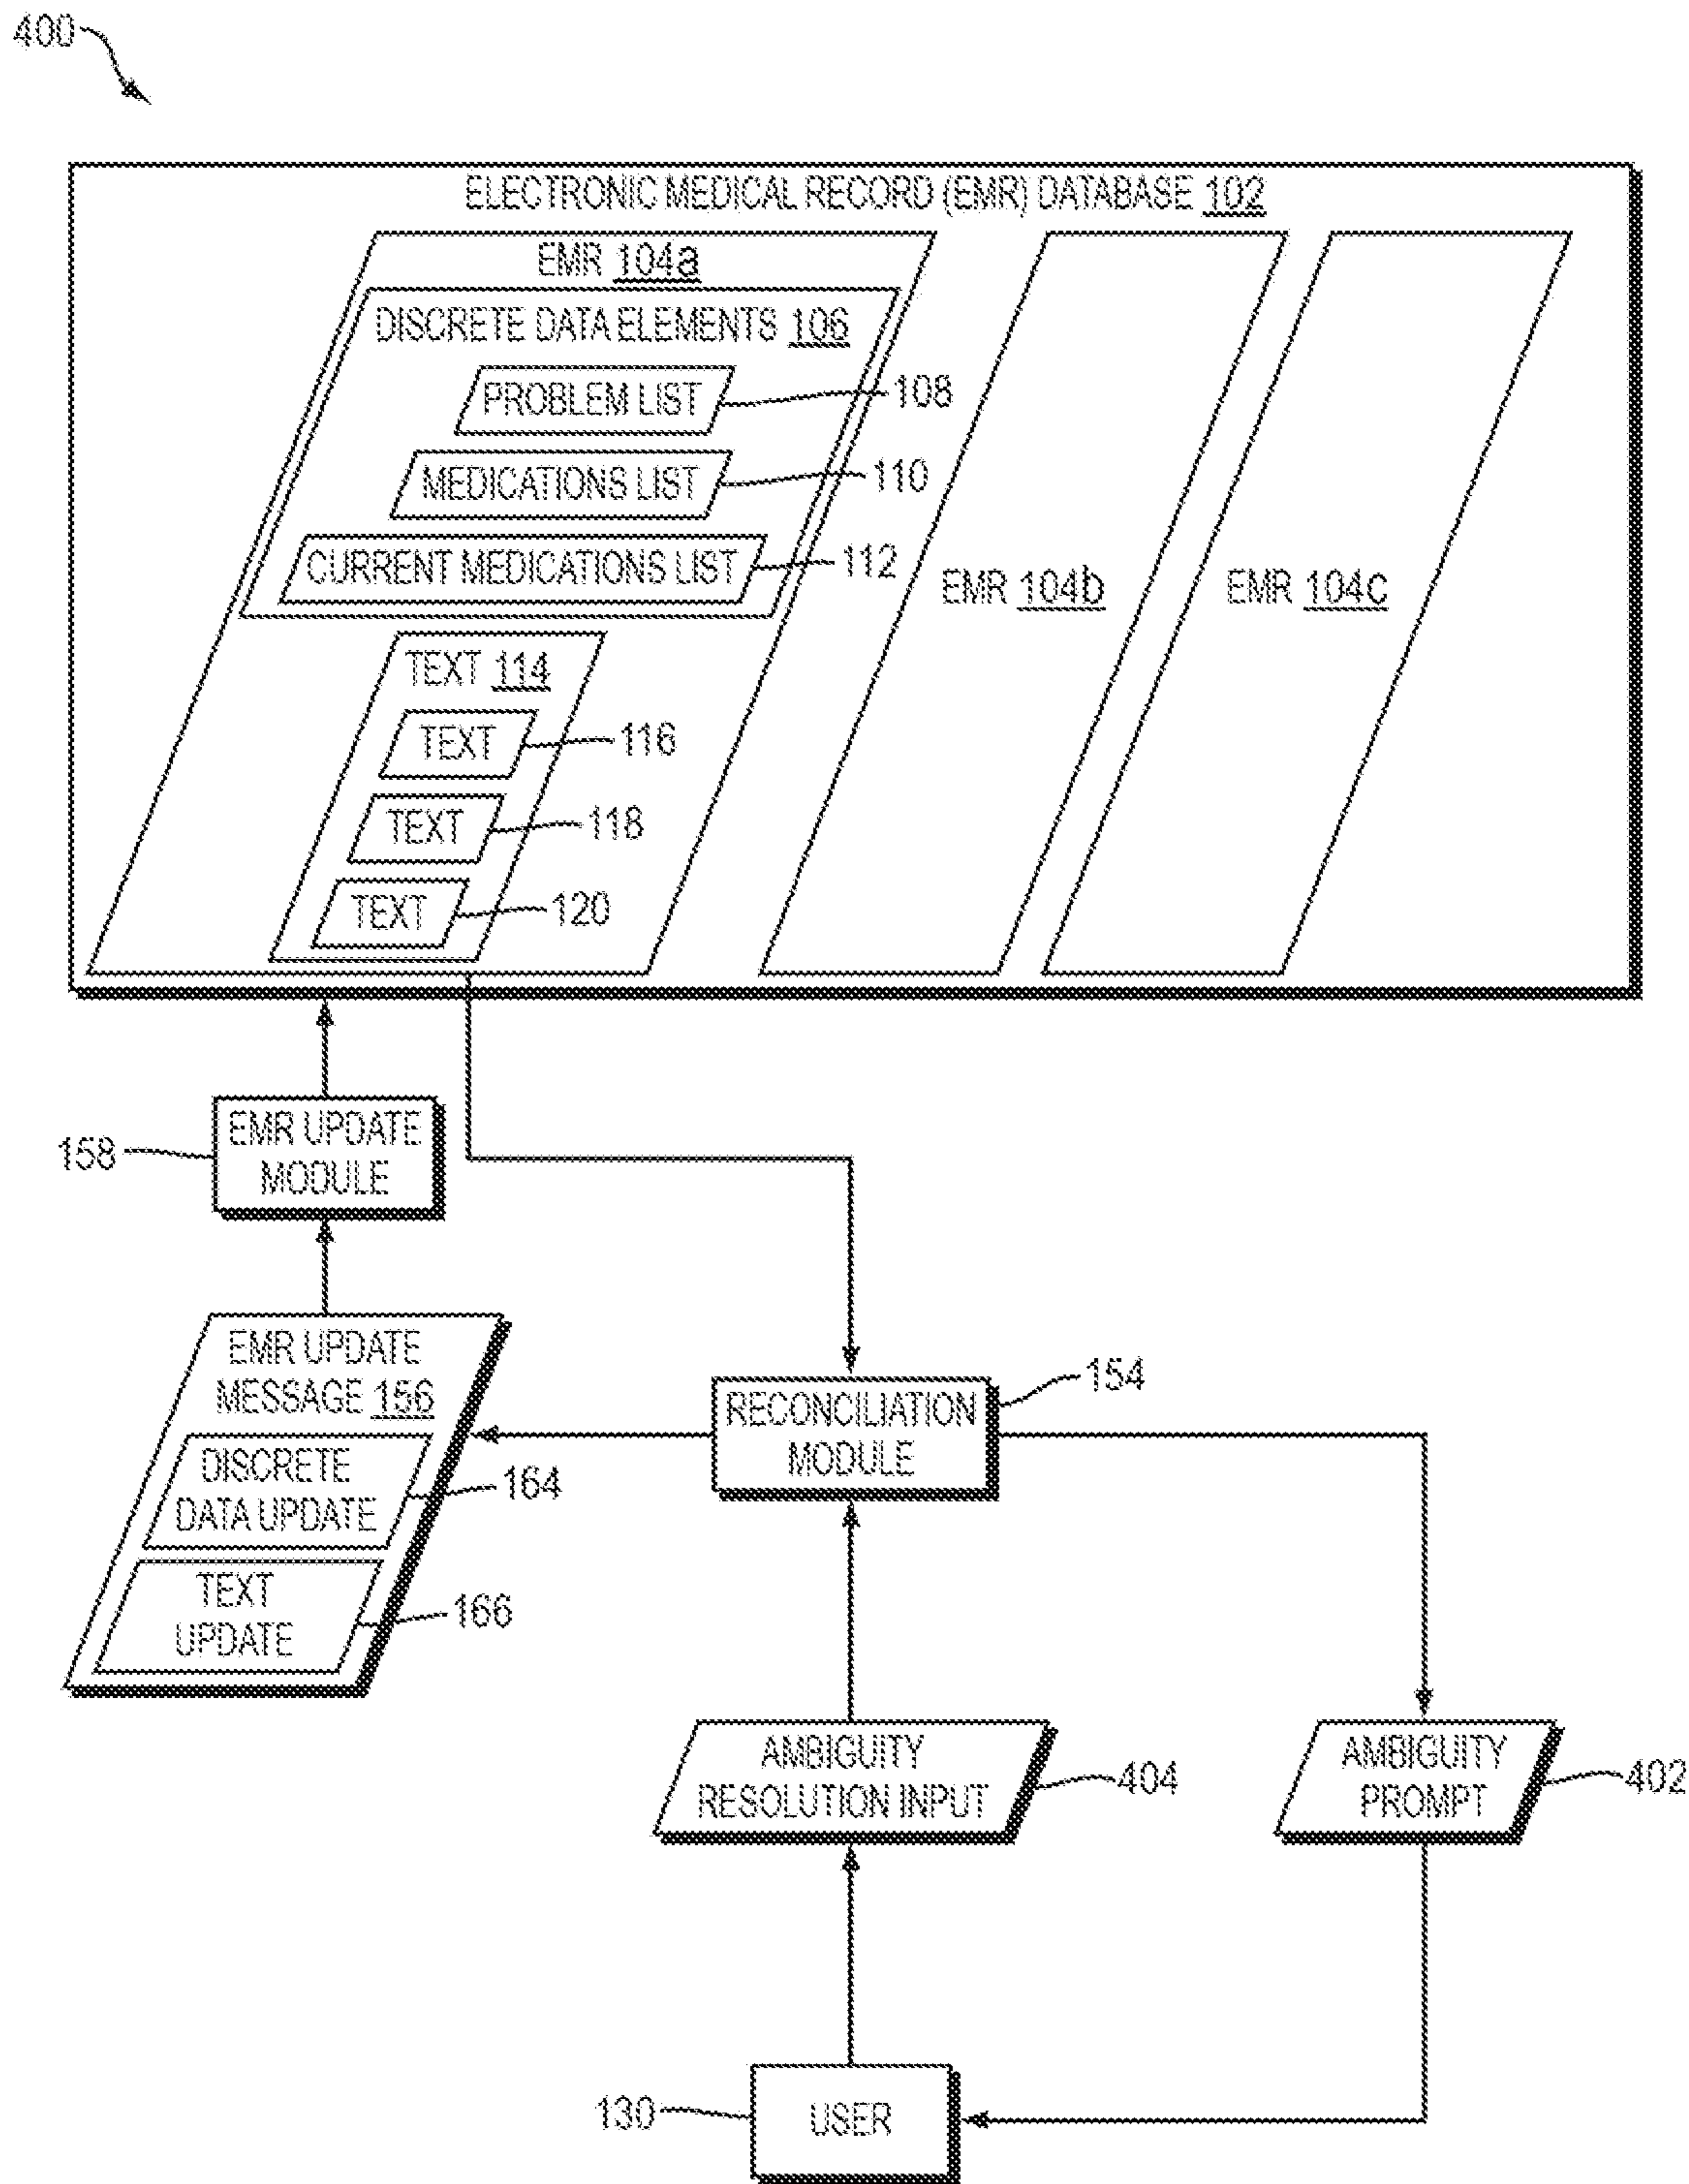 400
ELECTRONIC MEDICAL RECORD (EMR) DATABASE 102
EMR 104a
DISCRETE DATA ELEMENTS 106
PROBLEM LIST
108
MEDICATIONS LIST
110
CURRENT MEDICATIONS LIST
112
EMR 104b
EMR 104c
TEXT 114
TEXT
116
TEXT
118
TEXT
120
158
EMR UPDATE
MODULE
EMR UPDATE
MESSAGE 156
DISCRETE
DATA UPDATE
164
TEXT
UPDATE
166
RECONCILIATION
MODULE
154
AMBIGUITY
RESOLUTION INPUT
404
AMBIGUITY
PROMPT
402
130
USER